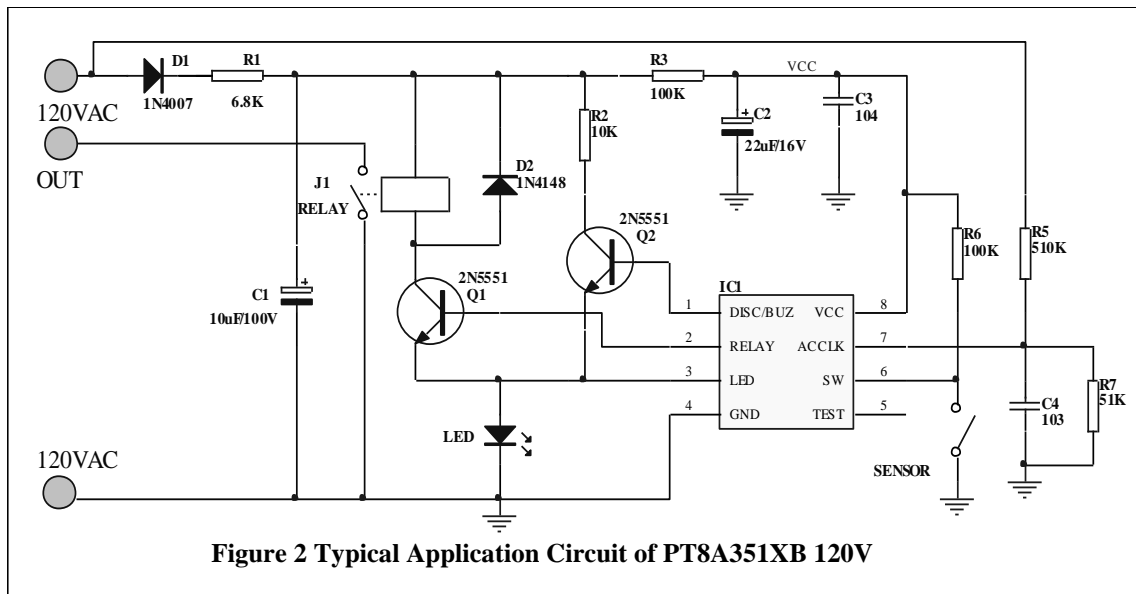 D1
R1
R3
VCC
1N4007
6.8K
100K
120VAC
C3
104
R2
10K
C2
22uF/16V
OUT
D2
1N4148
J1
RELAY
2N5551
Q2
R6
100K
R5
510K
2N5551
Q1
IC1
C1
10uF/100V
1 DISC/BUZ VCC 8
2 RELAY ACCLK 7
3 LED SW 6
4 GND TEST 5
R7
51K
C4
103
LED
SENSOR
120VAC
Figure 2 Typical Application Circuit of PT8A351XB 120V